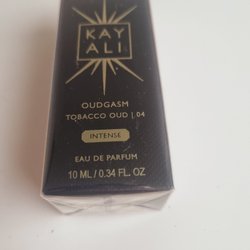 KAY
ALI
OUDGASM
TOBACCO OUD | 04
INTENSE
EAU DE PARFUM
10 ML / 0.34 FL. OZ